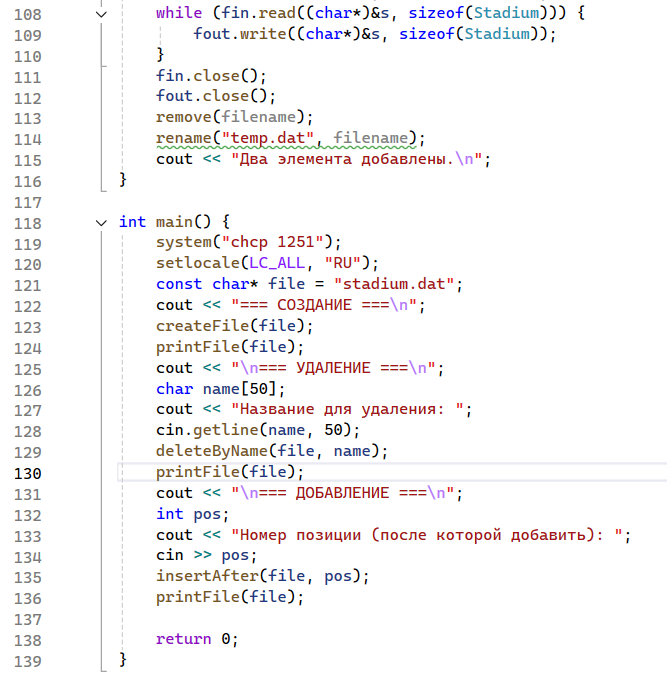 108 while (fin.read((char*)&s, sizeof(Stadium))) {
109 fout.write((char*)&s, sizeof(Stadium));
110 }
111 fin.close();
112 fout.close();
113 remove(filename);
114 rename("temp.dat", filename);
115 cout << "Два элемента добавлены.\n";
116 }
117
118 int main() {
119 system("chcp 1251");
120 setlocale(LC_ALL, "RU");
121 const char* file = "stadium.dat";
122 cout << "=== СОЗДАНИЕ ===\n";
123 createFile(file);
124 printFile(file);
125 cout << "\n=== УДАЛЕНИЕ ===\n";
126 char name[50];
127 cout << "Название для удаления: ";
128 cin.getline(name, 50);
129 deleteByName(file, name);
130 printFile(file);
131 cout << "\n=== ДОБАВЛЕНИЕ ===\n";
132 int pos;
133 cout << "Номер позиции (после которой добавить): ";
134 cin >> pos;
135 insertAfter(file, pos);
136 printFile(file);
137
138 return 0;
139 }